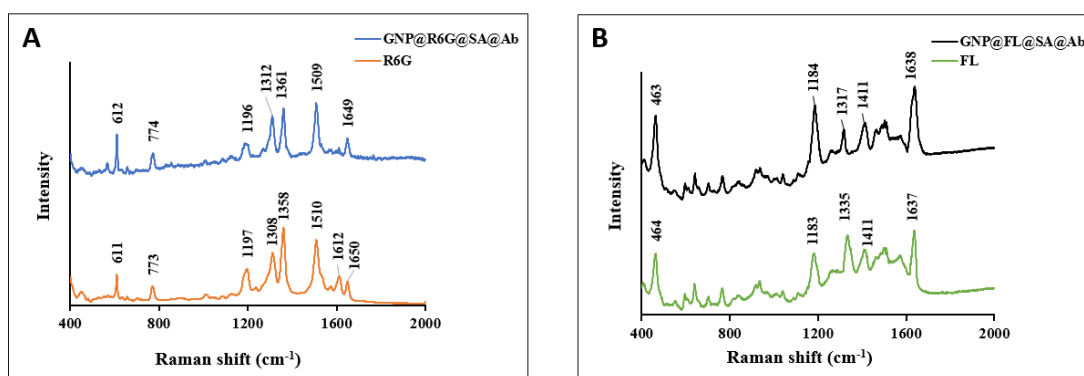 A
GNP@R6G@SA@Ab
R6G
612
774
1196
1312
1361
1509
1649
611
773
1197
1308
1358
1510
1612
1650
Intensity
400 800 1200 1600 2000
Raman shift (cm-1)
B
GNP@FL@SA@Ab
FL
463
1184
1317
1411
1638
464
1183
1335
1411
1637
Intensity
400 800 1200 1600 2000
Raman shift (cm-1)